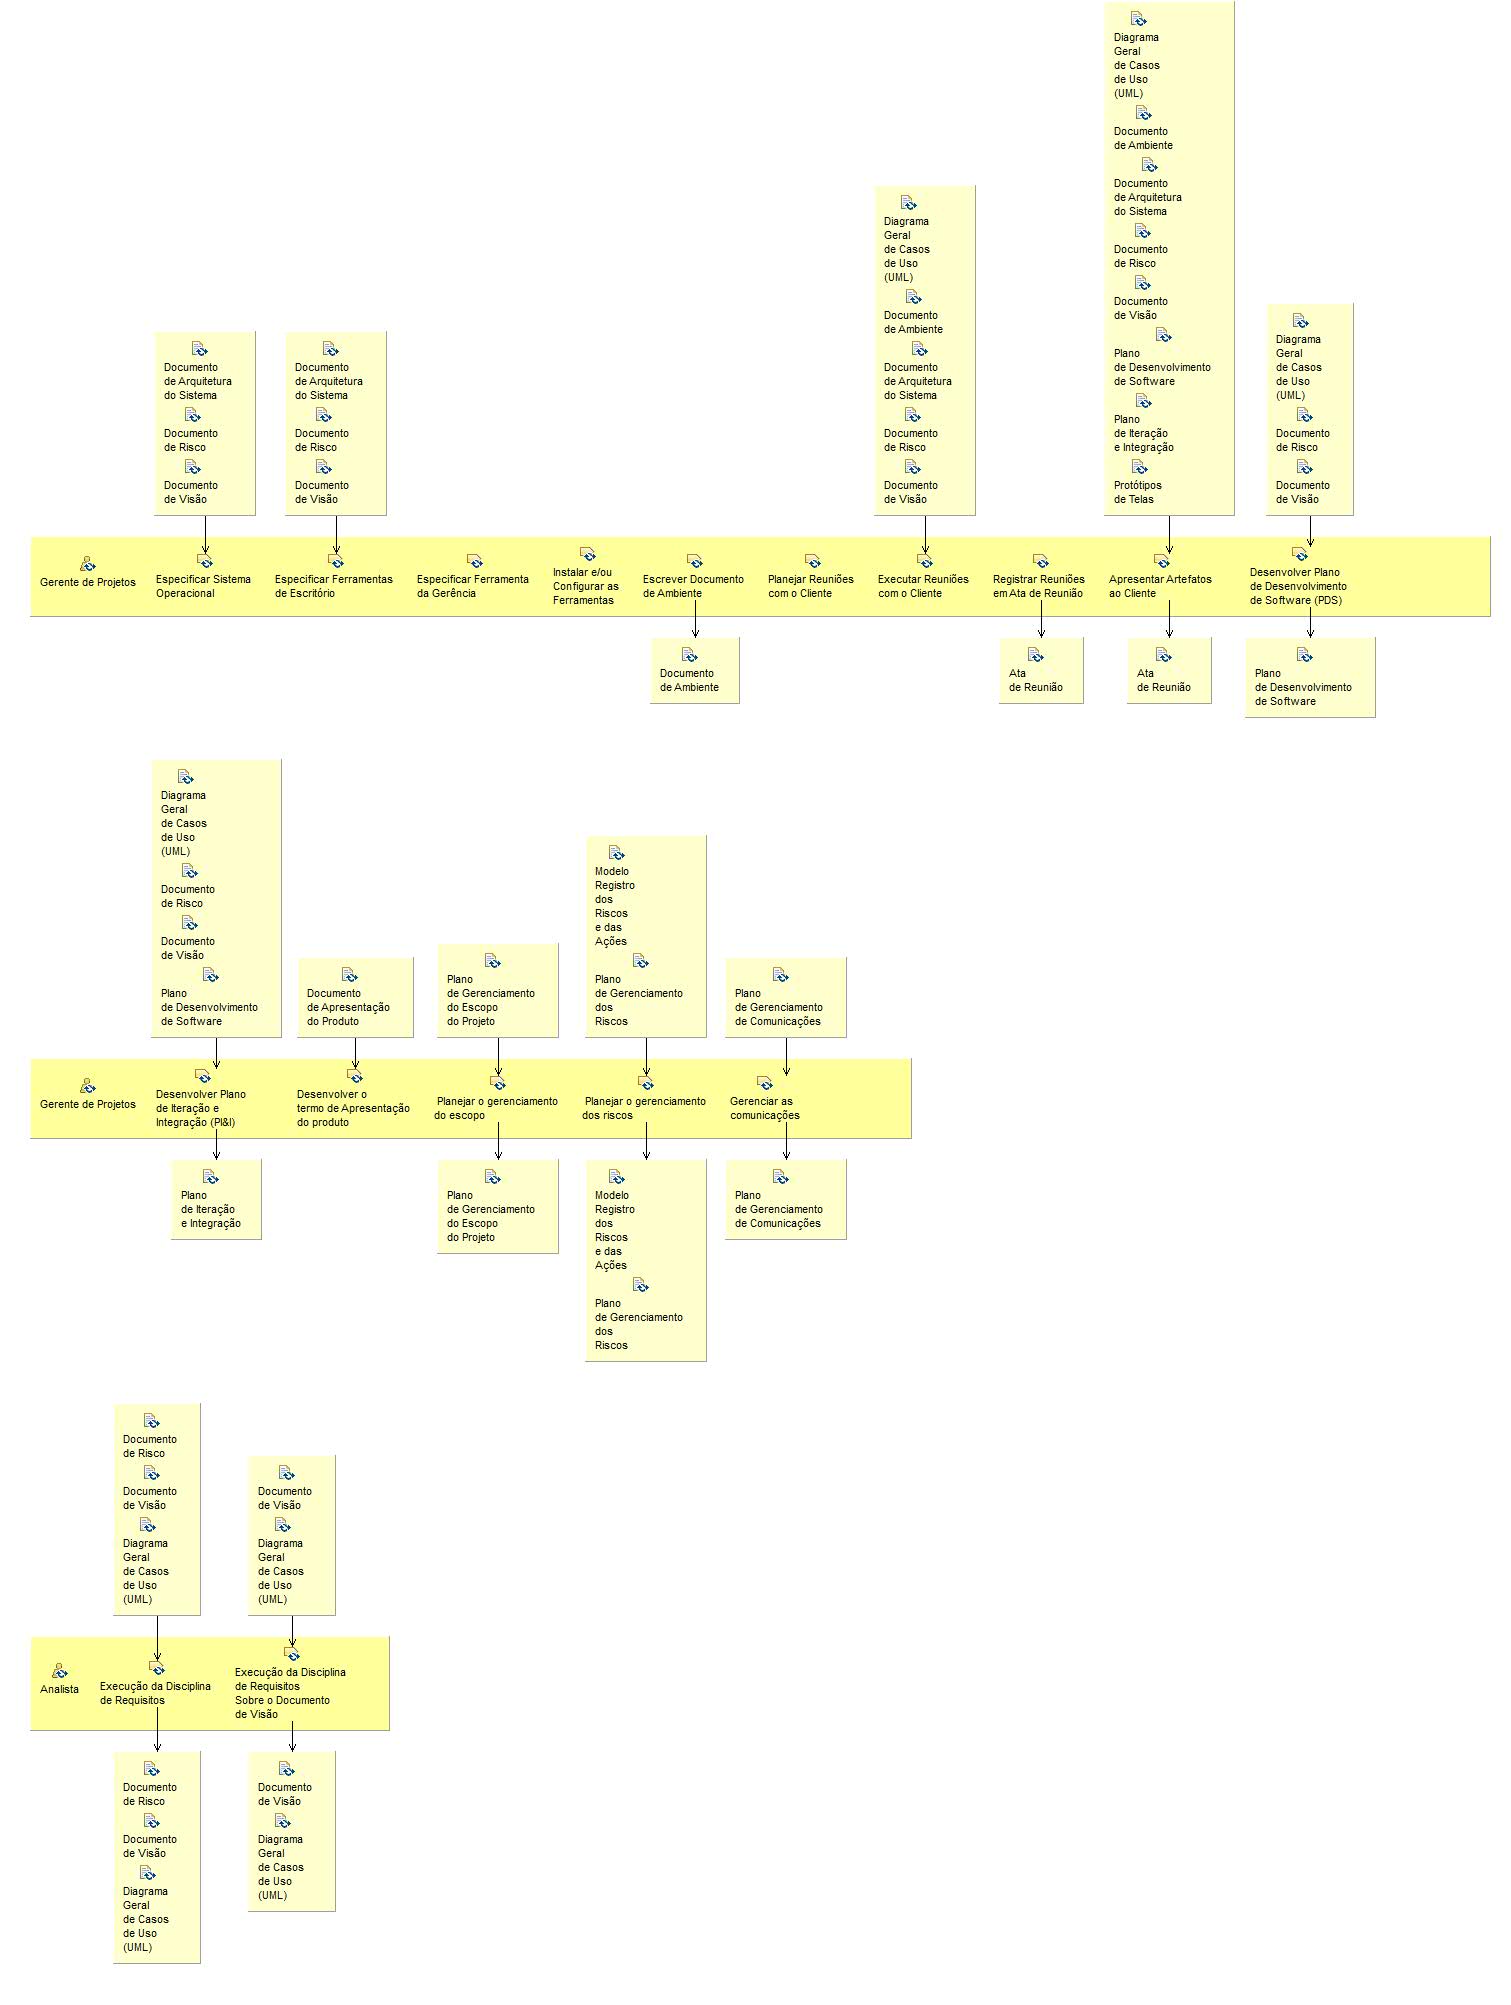 Diagrama
Geral
de Casos
de Uso
(UML)
Documento
de Ambiente
Documento
de Arquitetura
do Sistema
Documento
de Risco
Documento
de Visão
Plano
de Desenvolvimento
de Software
Plano
de Iteração
e Integração
Protótipos
de Telas
Diagrama
Geral
de Casos
de Uso
(UML)
Documento
de Ambiente
Documento
de Arquitetura
do Sistema
Documento
de Risco
Documento
de Visão
Diagrama
Geral
de Casos
de Uso
(UML)
Documento
de Risco
Documento
de Visão
Documento
de Arquitetura
do Sistema
Documento
de Risco
Documento
de Visão
Documento
de Arquitetura
do Sistema
Documento
de Risco
Documento
de Visão
Gerente de Projetos
Especificar Sistema
Operacional
Especificar Ferramentas
de Escritório
Especificar Ferramenta
da Gerência
Instalar e/ou
Configurar as
Ferramentas
Escrever Documento
de Ambiente
Planejar Reuniões
com o Cliente
Executar Reuniões
com o Cliente
Registrar Reuniões
em Ata de Reunião
Apresentar Artefatos
ao Cliente
Desenvolver Plano
de Desenvolvimento
de Software (PDS)
Documento
de Ambiente
Ata
de Reunião
Ata
de Reunião
Plano
de Desenvolvimento
de Software
Diagrama
Geral
de Casos
de Uso
(UML)
Documento
de Risco
Documento
de Visão
Plano
de Desenvolvimento
de Software
Documento
de Apresentação
do Produto
Plano
de Gerenciamento
do Escopo
do Projeto
Modelo
Registro
dos
Riscos
e das
Ações
Plano
de Gerenciamento
dos
Riscos
Plano
de Gerenciamento
de Comunicações
Gerente de Projetos
Desenvolver Plano
de Iteração e
Integração (PI&I)
Desenvolver o
termo de Apresentação
do produto
Planejar o gerenciamento
do escopo
Planejar o gerenciamento
dos riscos
Gerenciar as
comunicações
Plano
de Iteração
e Integração
Plano
de Gerenciamento
do Escopo
do Projeto
Modelo
Registro
dos
Riscos
e das
Ações
Plano
de Gerenciamento
dos
Riscos
Plano
de Gerenciamento
de Comunicações
Documento
de Risco
Documento
de Visão
Diagrama
Geral
de Casos
de Uso
(UML)
Documento
de Visão
Diagrama
Geral
de Casos
de Uso
(UML)
Analista
Execução da Disciplina
de Requisitos
Execução da Disciplina
de Requisitos
Sobre o Documento
de Visão
Documento
de Risco
Documento
de Visão
Diagrama
Geral
de Casos
de Uso
(UML)
Documento
de Visão
Diagrama
Geral
de Casos
de Uso
(UML)